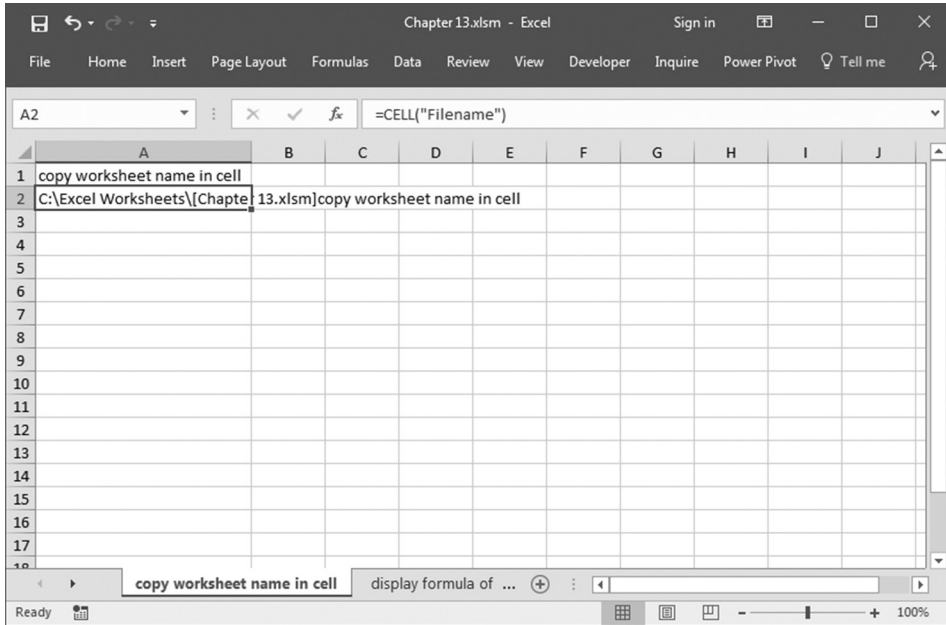 Chapter 13.xlsm - Excel Sign in
File Home Insert Page Layout Formulas Data Review View Developer Inquire Power Pivot Tell me
A2 fx =CELL("Filename")
A B C D E F G H I J
1 copy worksheet name in cell
2 C:\Excel Worksheets\[Chapter 13.xlsm]copy worksheet name in cell
3
4
5
6
7
8
9
10
11
12
13
14
15
16
17
18
copy worksheet name in cell display formula of ...
Ready 100%